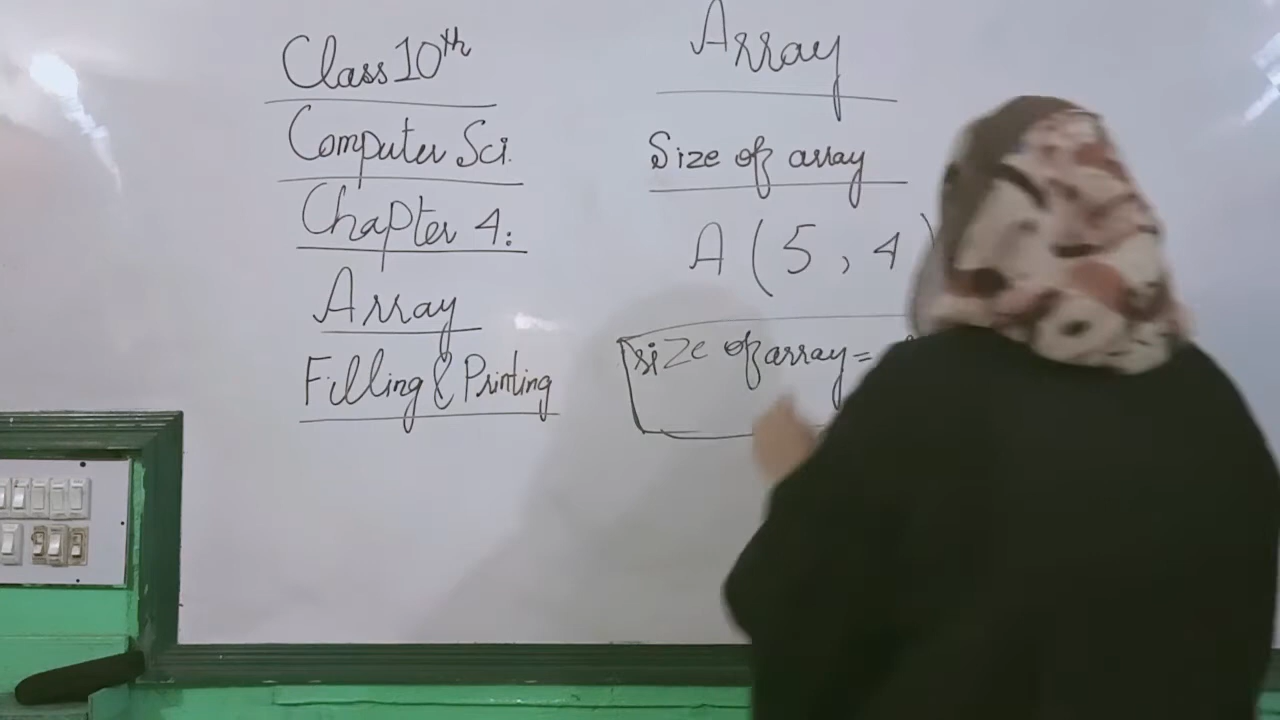 Class 10th
Computer Sci.
Chapter 4:
Array
Filling & Printing
Array
Size of array
A ( 5 , 4 )
size of array =